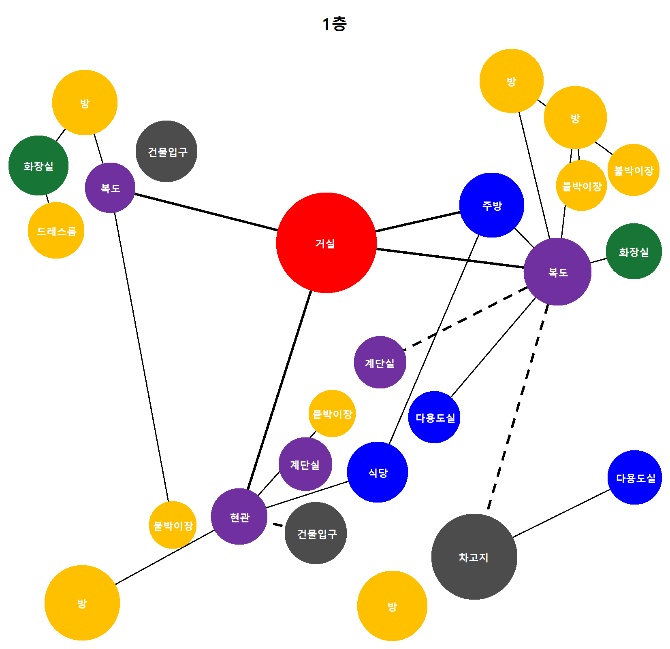 1층
방
방
방
건물입구
화장실
붙박이장
붙박이장
복도
주방
드레스룸
거실
화장실
복도
계단실
붙박이장
다용도실
계단실
식당
다용도실
현관
붙박이장
건물입구
차고지
방
방